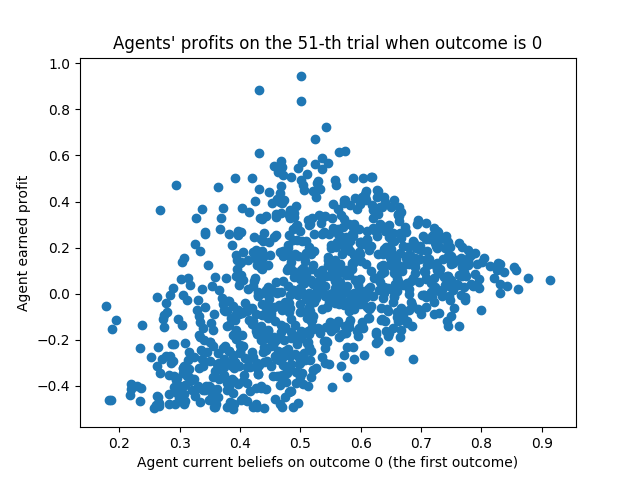 Agents' profits on the 51-th trial when outcome is 0
1.0
0.8
0.6
0.4
0.2
0.0
−0.2
−0.4
Agent earned profit
0.2 0.3 0.4 0.5 0.6 0.7 0.8 0.9
Agent current beliefs on outcome 0 (the first outcome)